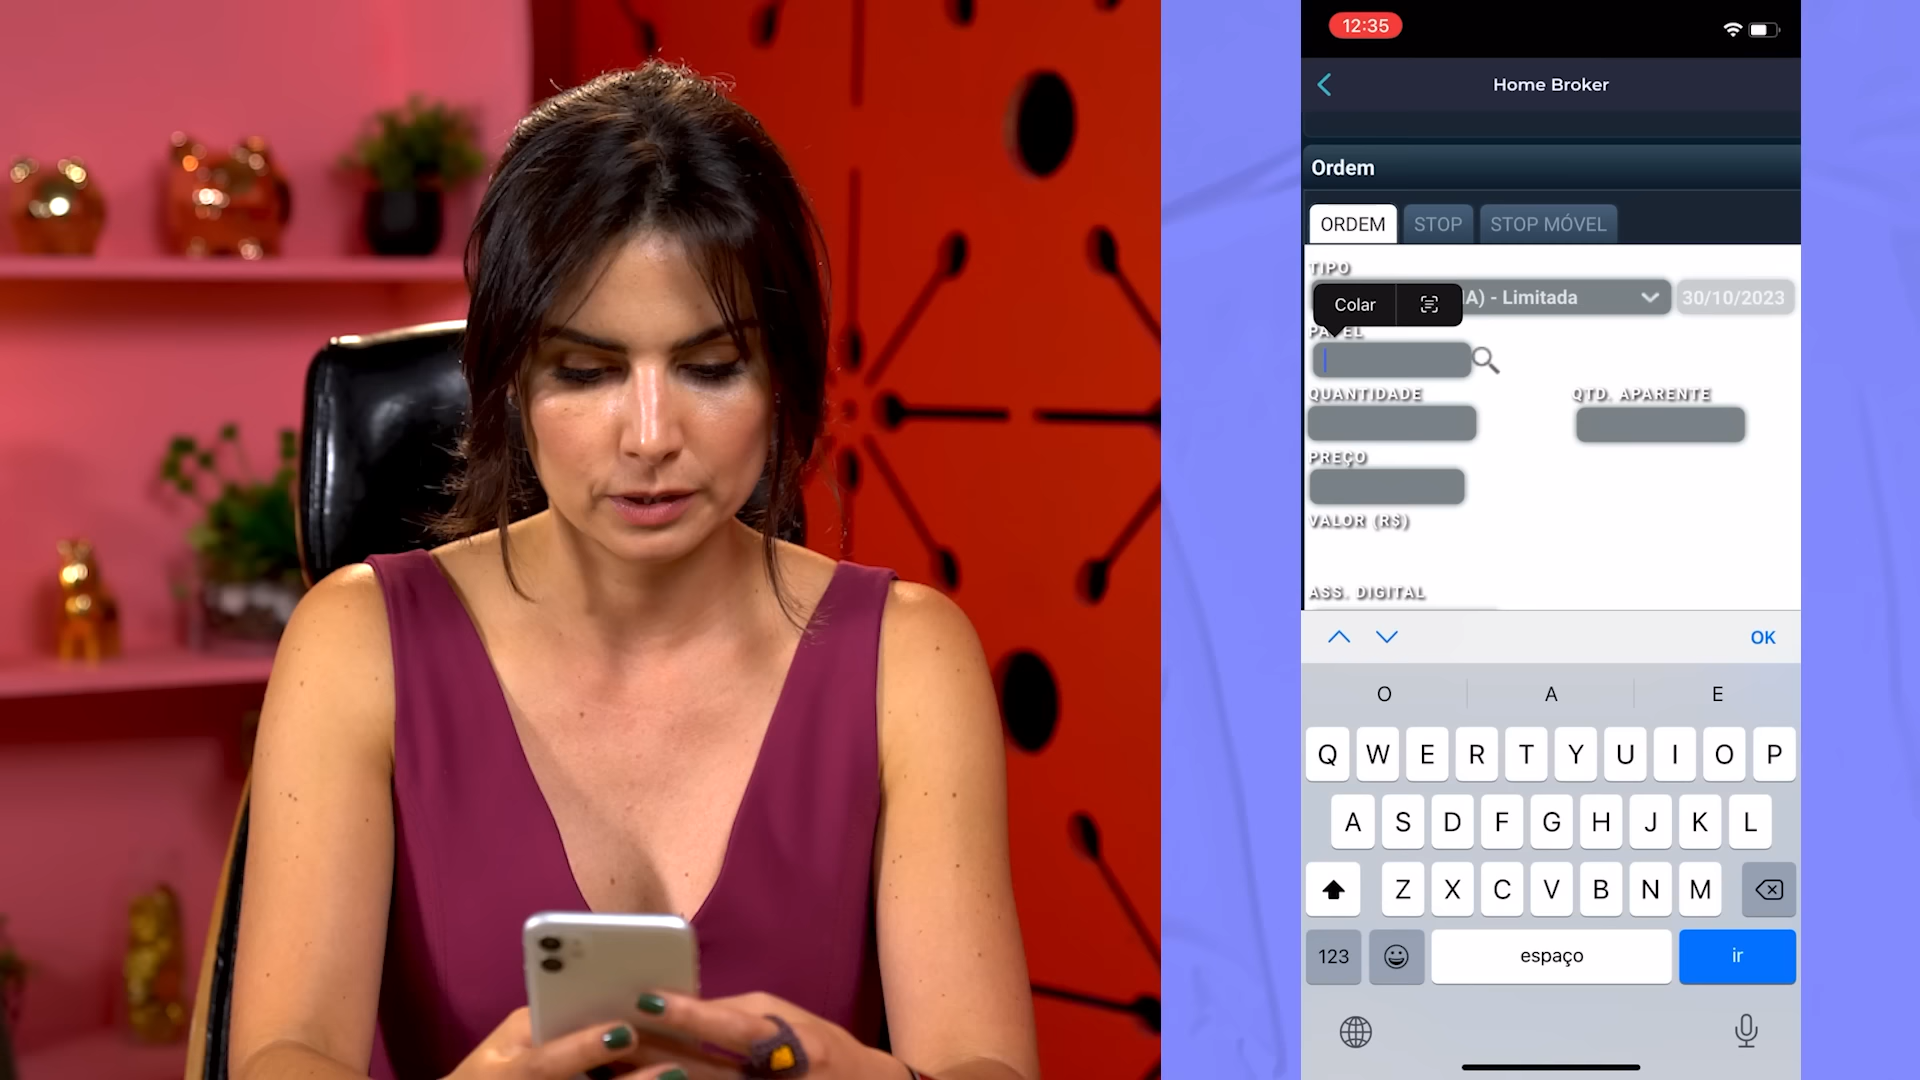 12:35
Home Broker
Ordem
ORDEM STOP STOP MÓVEL
TIPO
Colar
A) - Limitada
30/10/2023
PAPEL
QUANTIDADE
QTD. APARENTE
PREÇO
VALOR (R$)
ASS. DIGITAL
OK
O A E
Q W E R T Y U I O P
A S D F G H J K L
Z X C V B N M
123 espaço ir